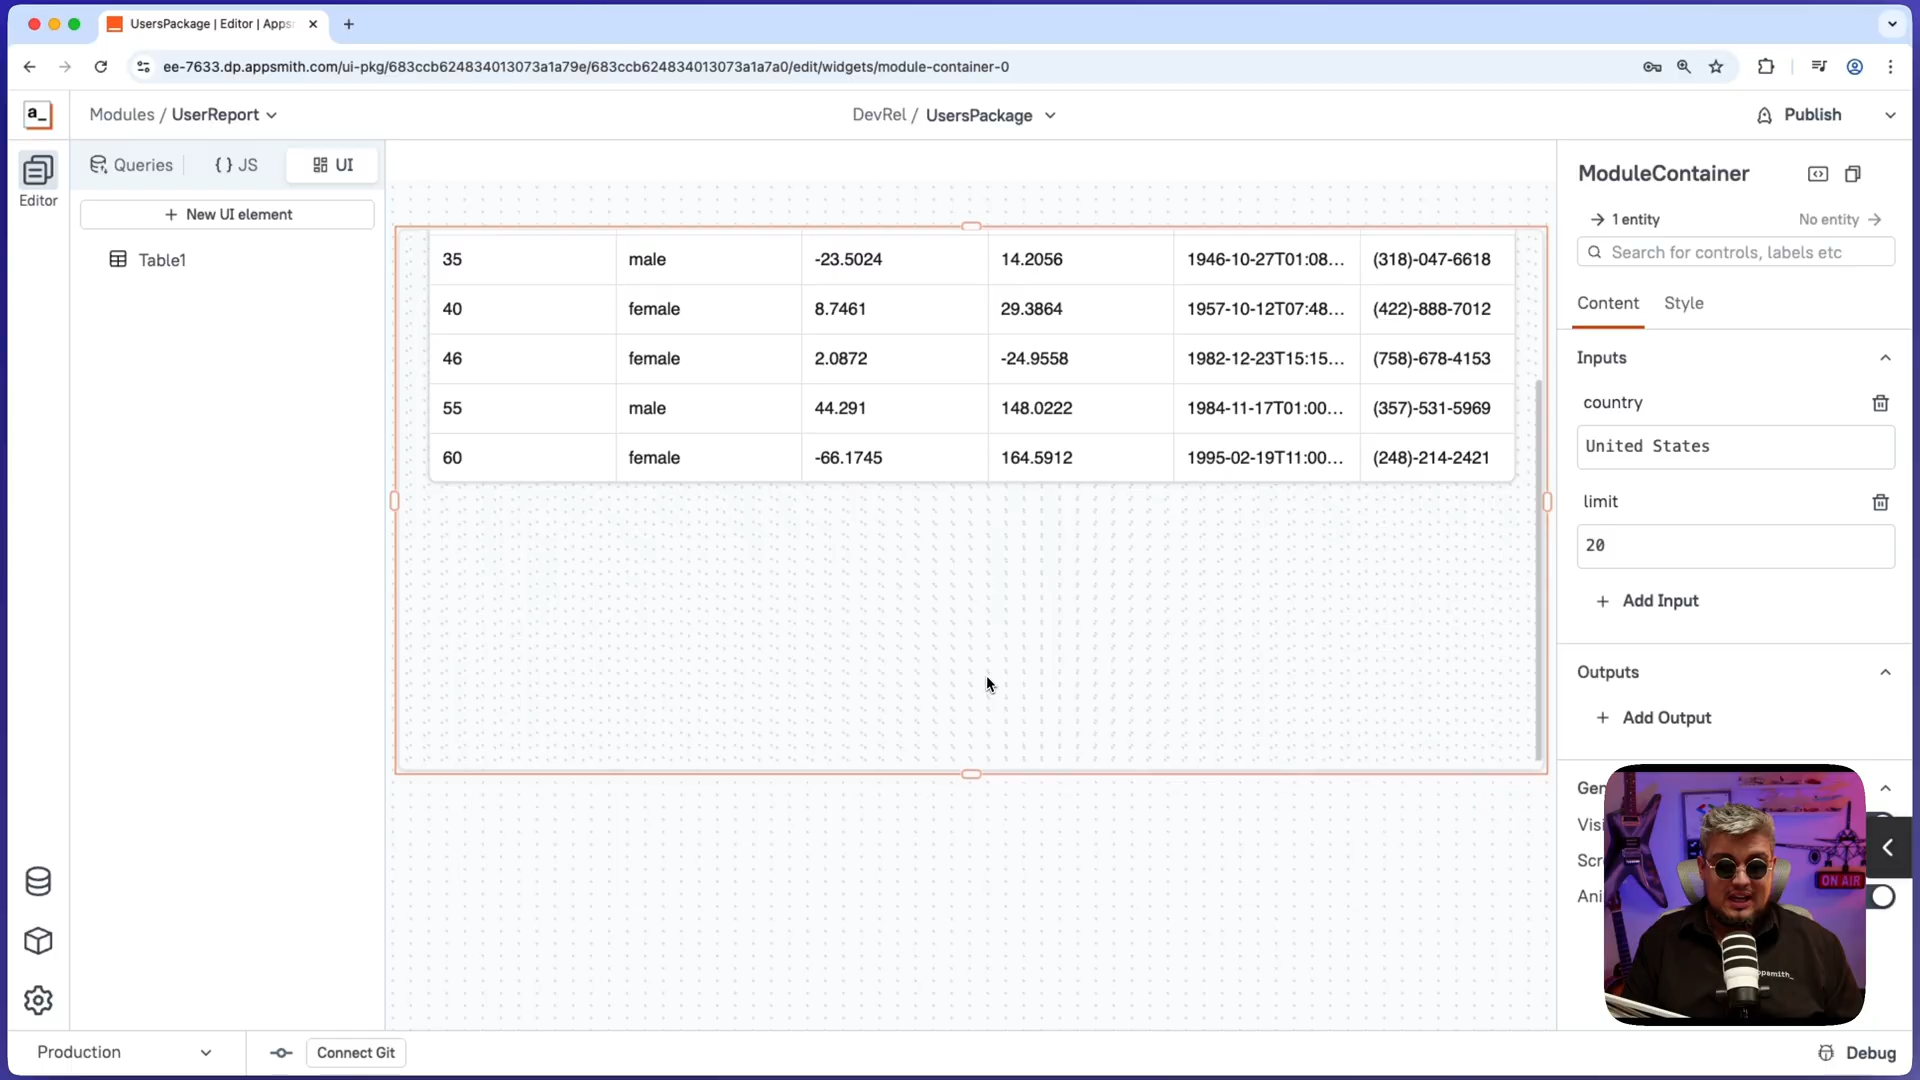 UsersPackage | Editor | Apps
ee-7633.dp.appsmith.com/ui-pkg/683ccb624834013073a1a79e/683ccb624834013073a1a7a0/edit/widgets/module-container-0
a_
Modules / UserReport
DevRel / UsersPackage
Publish
Editor
Queries
{ } JS
UI
+ New UI element
Table1
35 male -23.5024 14.2056 1946-10-27T01:08... (318)-047-6618
40 female 8.7461 29.3864 1957-10-12T07:48... (422)-888-7012
46 female 2.0872 -24.9558 1982-12-23T15:15... (758)-678-4153
55 male 44.291 148.0222 1984-11-17T01:00... (357)-531-5969
60 female -66.1745 164.5912 1995-02-19T11:00... (248)-214-2421
ModuleContainer
1 entity
No entity
Search for controls, labels etc
Content
Style
Inputs
country
United States
limit
20
+ Add Input
Outputs
+ Add Output
Gen
Visi
Scr
Ani
ON AIR
Production
Connect Git
Debug